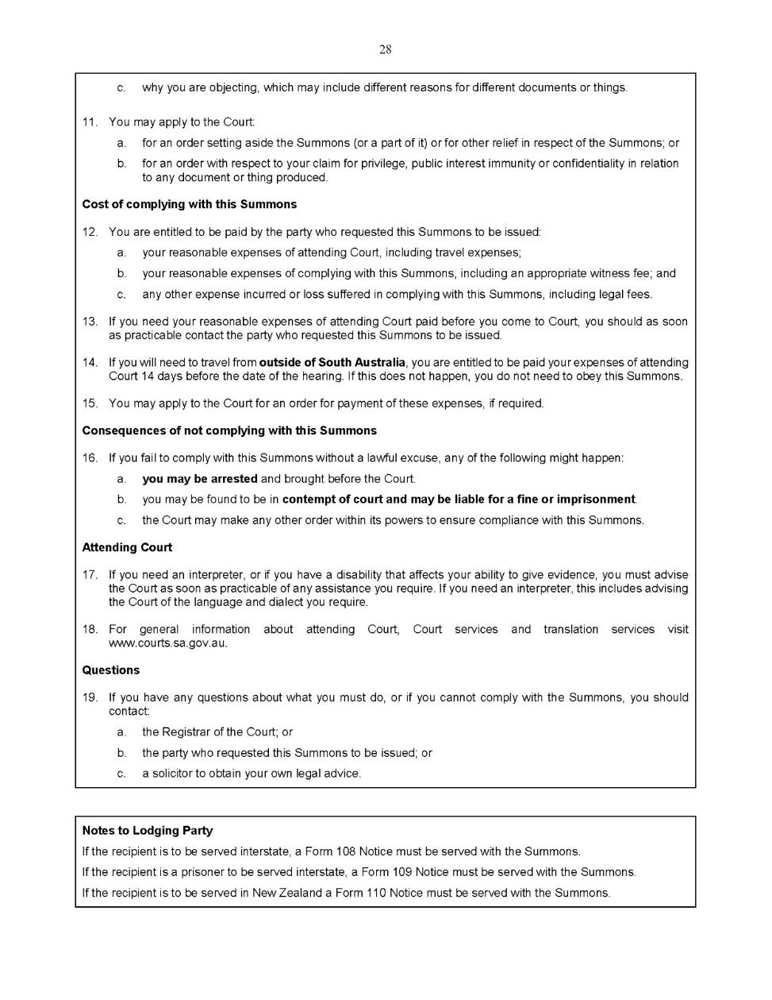 28
c. why you are objecting, which may include different reasons for different documents or things.
11. You may apply to the Court:
a. for an order setting aside the Summons (or a part of it) or for other relief in respect of the Summons; or
b. for an order with respect to your claim for privilege, public interest immunity or confidentiality in relation
to any document or thing produced.
Cost of complying with this Summons
12. You are entitled to be paid by the party who requested this Summons to be issued:
a. your reasonable expenses of attending Court, including travel expenses;
b. your reasonable expenses of complying with this Summons, including an appropriate witness fee; and
c. any other expense incurred or loss suffered in complying with this Summons, including legal fees.
13. If you need your reasonable expenses of attending Court paid before you come to Court, you should as soon
as practicable contact the party who requested this Summons to be issued.
14. If you will need to travel from outside of South Australia, you are entitled to be paid your expenses of attending
Court 14 days before the date of the hearing. If this does not happen, you do not need to obey this Summons.
15. You may apply to the Court for an order for payment of these expenses, if required.
Consequences of not complying with this Summons
16. If you fail to comply with this Summons without a lawful excuse, any of the following might happen:
a. you may be arrested and brought before the Court.
b. you may be found to be in contempt of court and may be liable for a fine or imprisonment.
c. the Court may make any other order within its powers to ensure compliance with this Summons.
Attending Court
17. If you need an interpreter, or if you have a disability that affects your ability to give evidence, you must advise
the Court as soon as practicable of any assistance you require. If you need an interpreter, this includes advising
the Court of the language and dialect you require.
18. For general information about attending Court, Court services and translation services visit
www.courts.sa.gov.au.
Questions
19. If you have any questions about what you must do, or if you cannot comply with the Summons, you should
contact:
a. the Registrar of the Court; or
b. the party who requested this Summons to be issued; or
c. a solicitor to obtain your own legal advice.
Notes to Lodging Party
If the recipient is to be served interstate, a Form 108 Notice must be served with the Summons.
If the recipient is a prisoner to be served interstate, a Form 109 Notice must be served with the Summons.
If the recipient is to be served in New Zealand a Form 110 Notice must be served with the Summons.